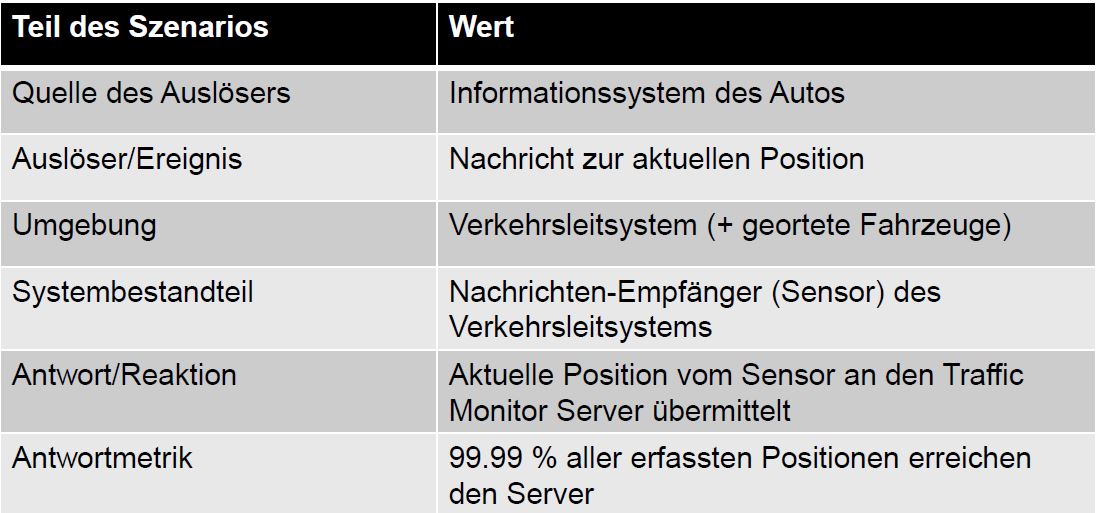 Teil des Szenarios Wert
Quelle des Auslösers Informationssystem des Autos
Auslöser/Ereignis Nachricht zur aktuellen Position
Umgebung Verkehrsleitsystem (+ geortete Fahrzeuge)
Systembestandteil Nachrichten-Empfänger (Sensor) des
Verkehrsleitsystems
Antwort/Reaktion Aktuelle Position vom Sensor an den Traffic
Monitor Server übermittelt
Antwortmetrik 99.99 % aller erfassten Positionen erreichen
den Server